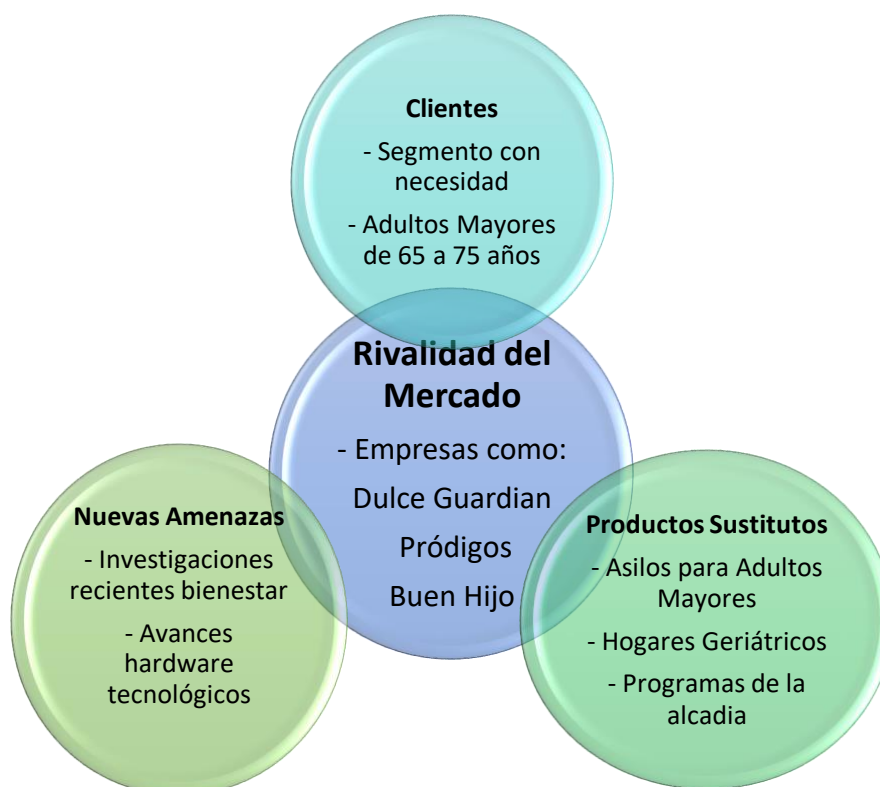 Clientes
- Segmento con
necesidad
- Adultos Mayores
de 65 a 75 años
Rivalidad del
Mercado
- Empresas como:
Dulce Guardian
Pródigos
Buen Hijo
Nuevas Amenazas
- Investigaciones
recientes bienestar
- Avances
hardware
tecnológicos
Productos Sustitutos
- Asilos para Adultos
Mayores
- Hogares Geriátricos
- Programas de la
alcadia